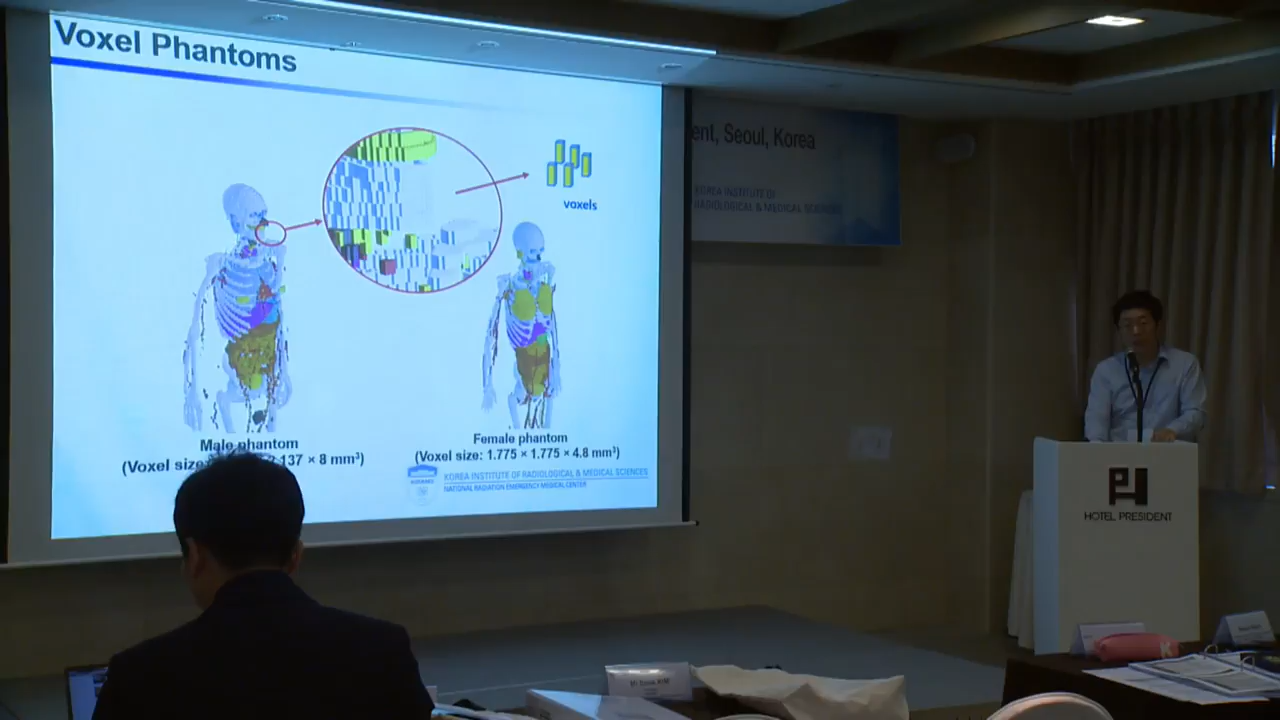 Voxel Phantoms
voxels
Male phantom
(Voxel size 137 × 8 mm³)
Female phantom
(Voxel size: 1.775 × 1.775 × 4.8 mm³)
KOREA INSTITUTE OF RADIOLOGICAL & MEDICAL SCIENCES
NATIONAL RADIATION EMERGENCY MEDICAL CENTER
ent, Seoul, Korea
KOREA INSTITUTE OF
RADIOLOGICAL & MEDICAL SCIENCES
HOTEL PRESIDENT